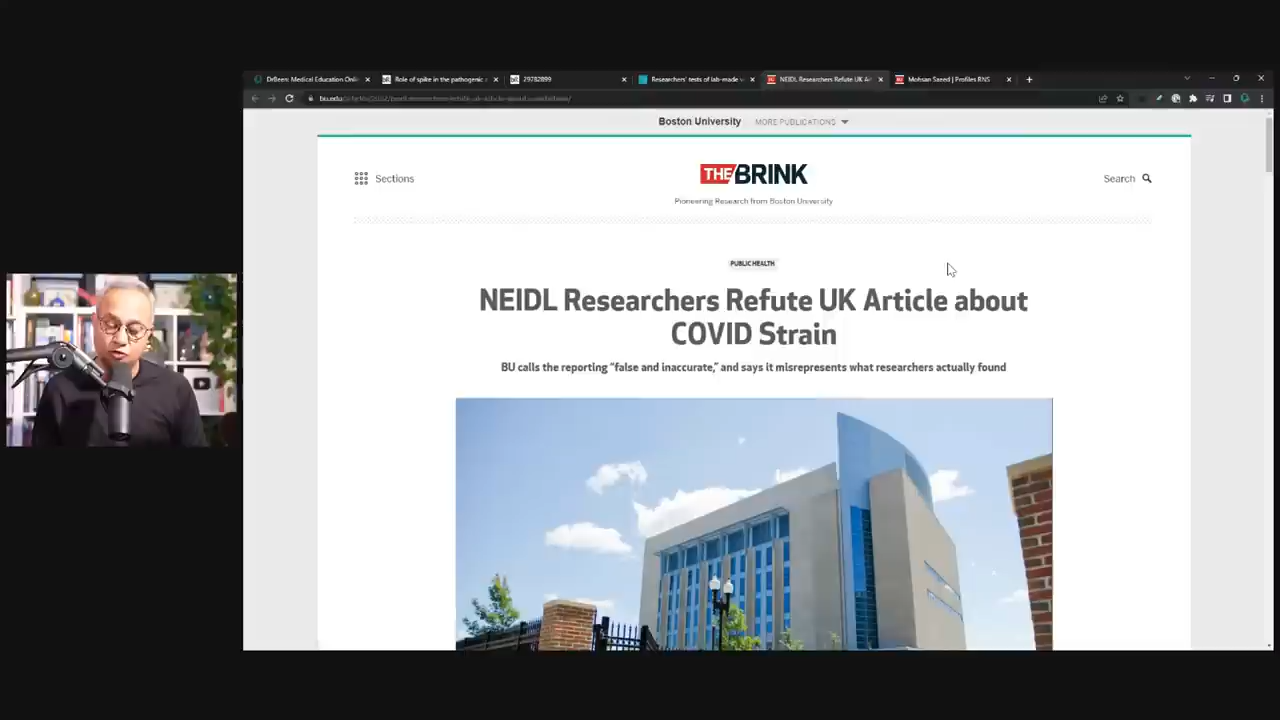 DrBeen: Medical Education Onli
Role of spike in the pathogenic
29782899
Researchers' tests of lab-made v
NEIDL Researchers Refute UK Ar
Mohsan Saeed | Profiles RNS
Boston University
MORE PUBLICATIONS
Sections
THE BRINK
Search
Pioneering Research from Boston University
PUBLIC HEALTH
NEIDL Researchers Refute UK Article about
COVID Strain
BU calls the reporting “false and inaccurate,” and says it misrepresents what researchers actually found